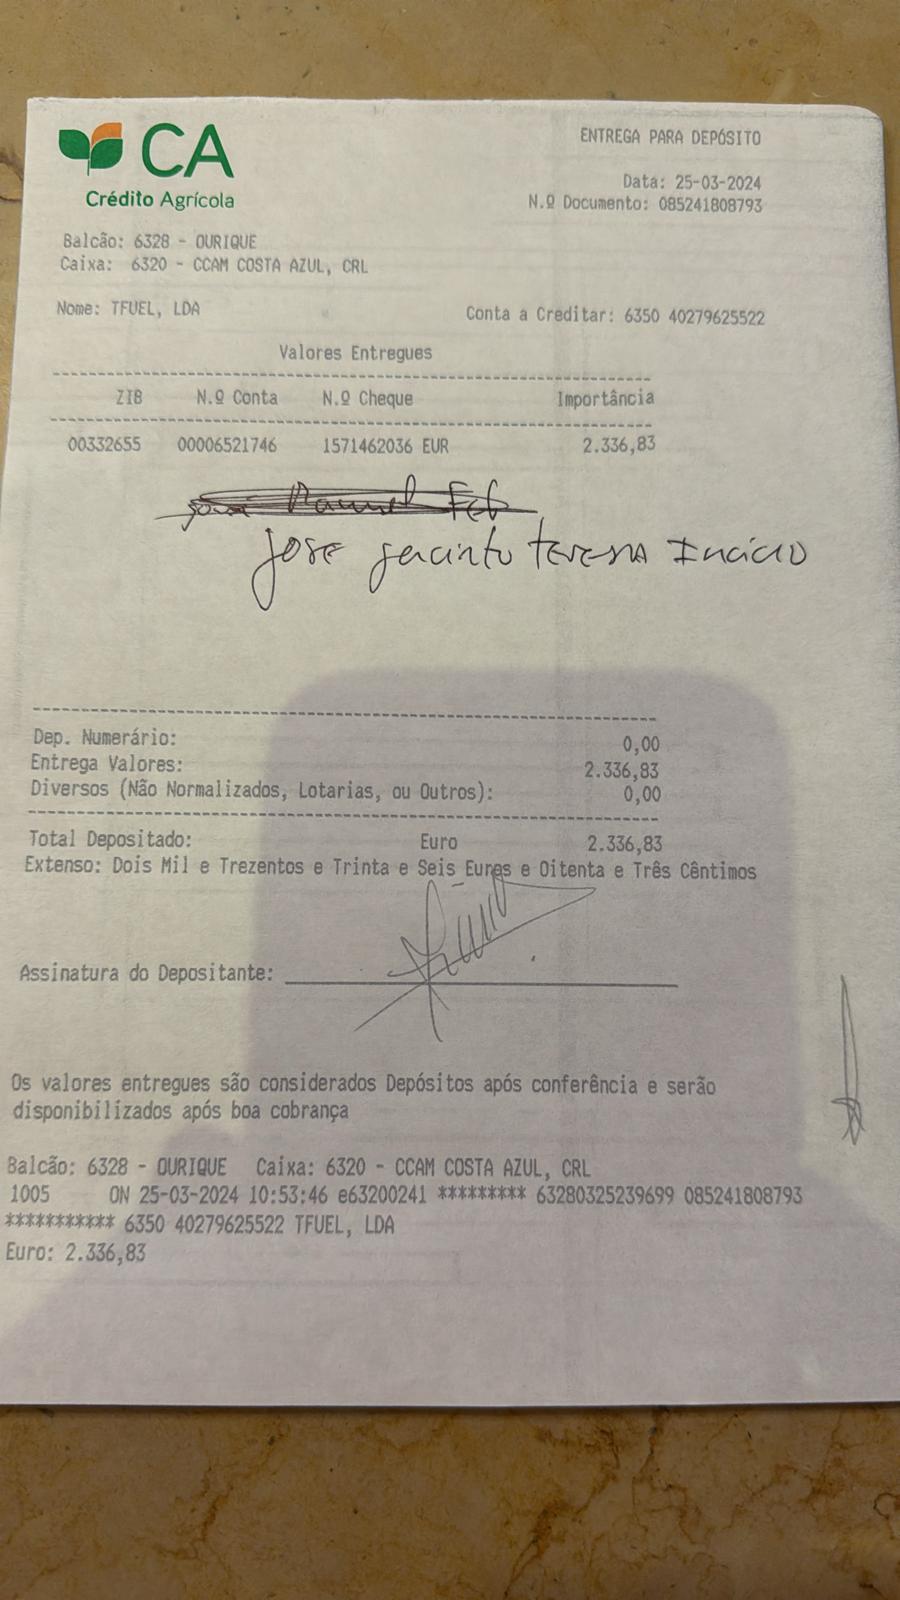 CA
Crédito Agrícola
ENTREGA PARA DEPÓSITO
Data: 25-03-2024
N.º Documento: 085241808793
Balcão: 6328 - OURIQUE
Caixa: 6320 - CCAM COSTA AZUL, CRL
Nome: TFUEL, LDA Conta a Creditar: 6350 40279625522
Valores Entregues
ZIB N.º Conta N.º Cheque Importância
00332655 00006521746 1571462036 EUR 2.336,83
Manuel
José Jacinto Teresa Inácio
Dep. Numerário: 0,00
Entrega Valores: 2.336,83
Diversos (Não Normalizados, Lotarias, ou Outros): 0,00
Total Depositado: Euro 2.336,83
Extenso: Dois Mil e Trezentos e Trinta e Seis Euros e Oitenta e Três Cêntimos
Assinatura do Depositante:
Os valores entregues são considerados Depósitos após conferência e serão
disponibilizados após boa cobrança
Balcão: 6328 - OURIQUE Caixa: 6320 - CCAM COSTA AZUL, CRL
1005 ON 25-03-2024 10:53:46 e63200241 ********* 63280325239699 085241808793
*********** 6350 40279625522 TFUEL, LDA
Euro: 2.336,83